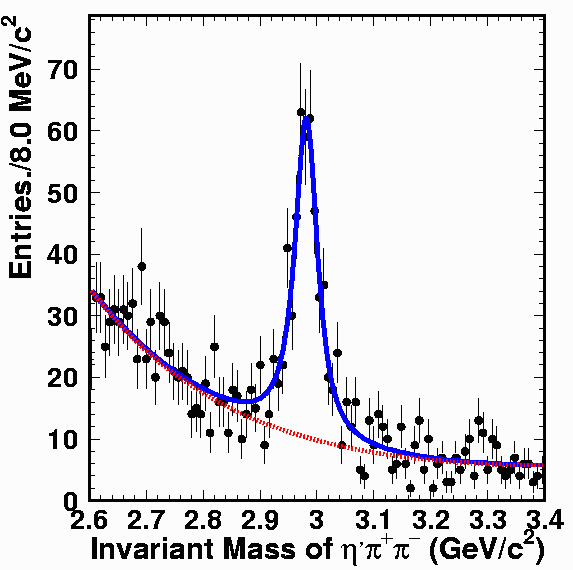 Entries./8.0 MeV/c²
70
60
50
40
30
20
10
0
2.6 2.7 2.8 2.9 3 3.1 3.2 3.3 3.4
Invariant Mass of η'π⁺π⁻ (GeV/c²)